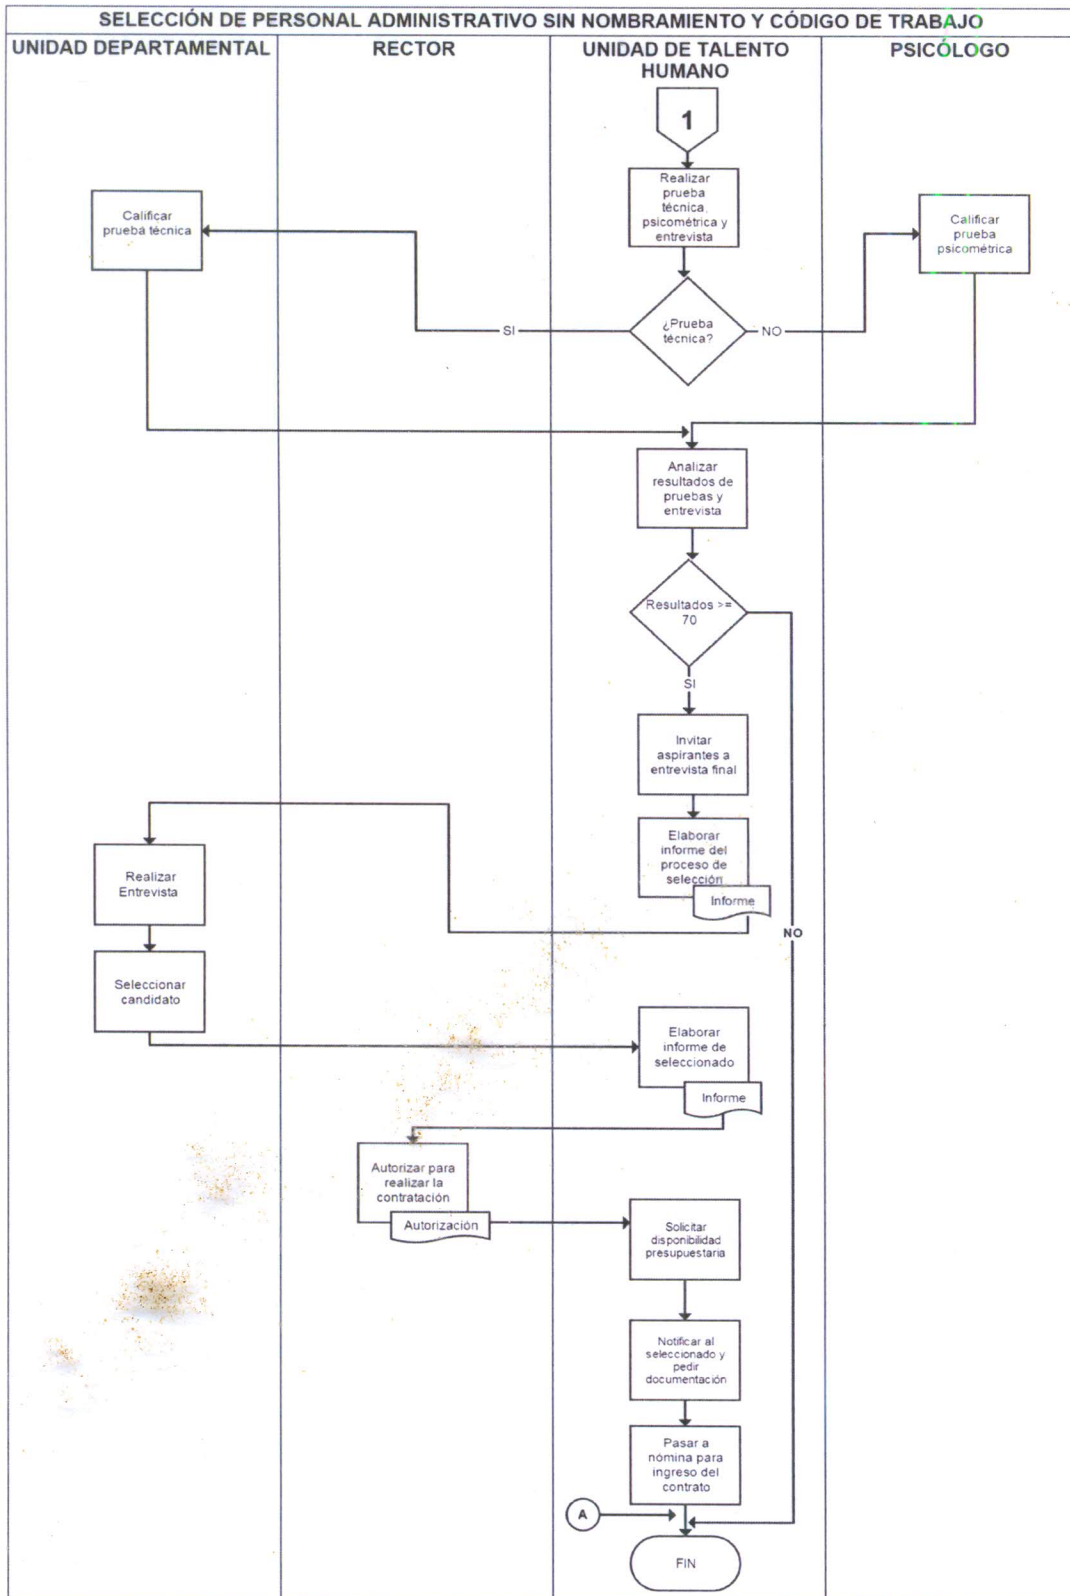 SELECCIÓN DE PERSONAL ADMINISTRATIVO SIN NOMBRAMIENTO Y CÓDIGO DE TRABAJO
UNIDAD DEPARTAMENTAL
RECTOR
UNIDAD DE TALENTO
HUMANO
PSICÓLOGO
1
Realizar
prueba
técnica,
psicométrica y
entrevista
Calificar
prueba técnica
Calificar
prueba
psicométrica
SI
¿Prueba
técnica?
NO
Analizar
resultados de
pruebas y
entrevista
Resultados >=
70
SI
Invitar
aspirantes a
entrevista final
Elaborar
informe del
proceso de
selección
Informe
NO
Realizar
Entrevista
Seleccionar
candidato
Elaborar
informe de
seleccionado
Informe
Autorizar para
realizar la
contratación
Autorización
Solicitar
disponibilidad
presupuestaria
Notificar al
seleccionado y
pedir
documentación
Pasar a
nómina para
ingreso del
contrato
A
FIN